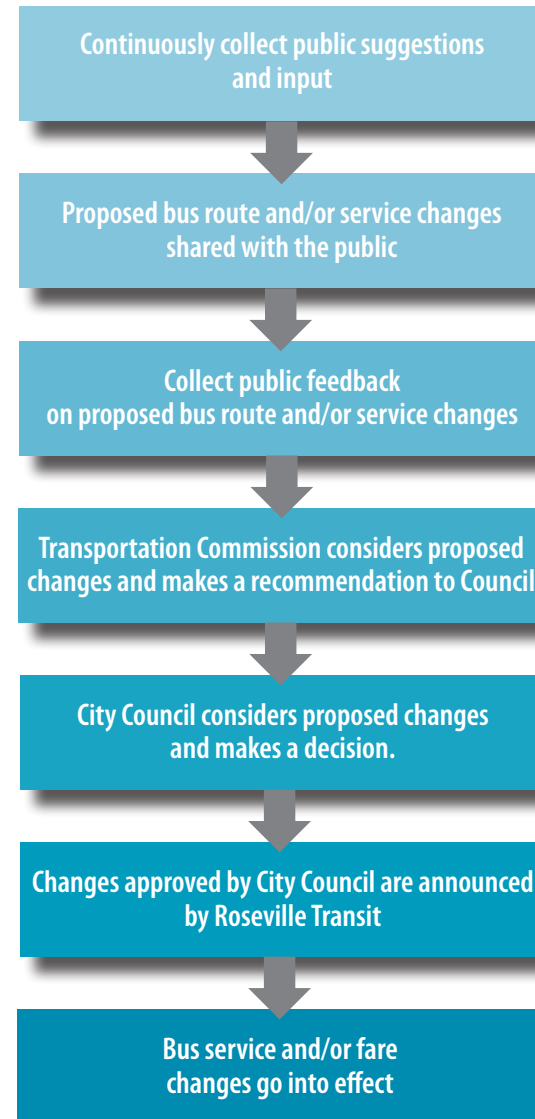 Continuously collect public suggestions
and input
Proposed bus route and/or service changes
shared with the public
Collect public feedback
on proposed bus route and/or service changes
Transportation Commission considers proposed
changes and makes a recommendation to Council
City Council considers proposed changes
and makes a decision.
Changes approved by City Council are announced
by Roseville Transit
Bus service and/or fare
changes go into effect